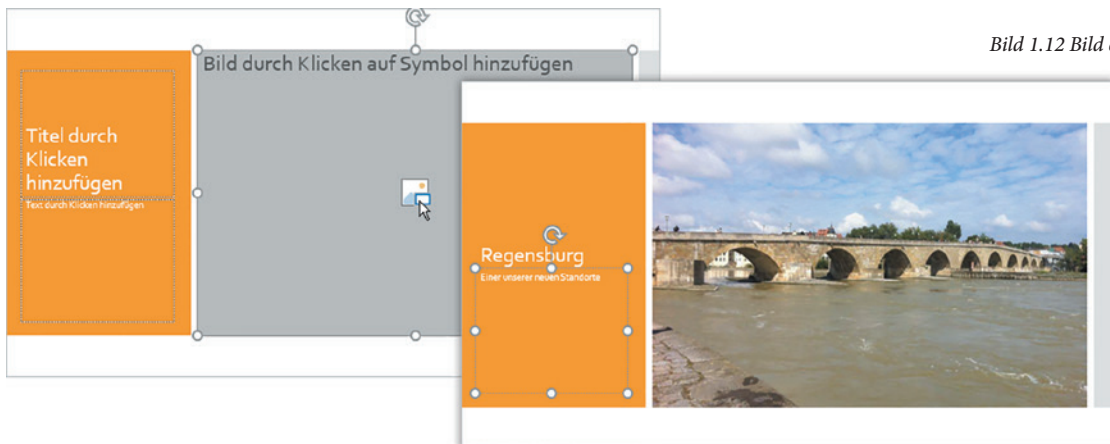 Bild 1.12 Bild
Bild durch Klicken auf Symbol hinzufügen
Titel durch
Klicken
hinzufügen
Text durch Klicken hinzufügen
Regensburg
Einer unserer neuen Standorte